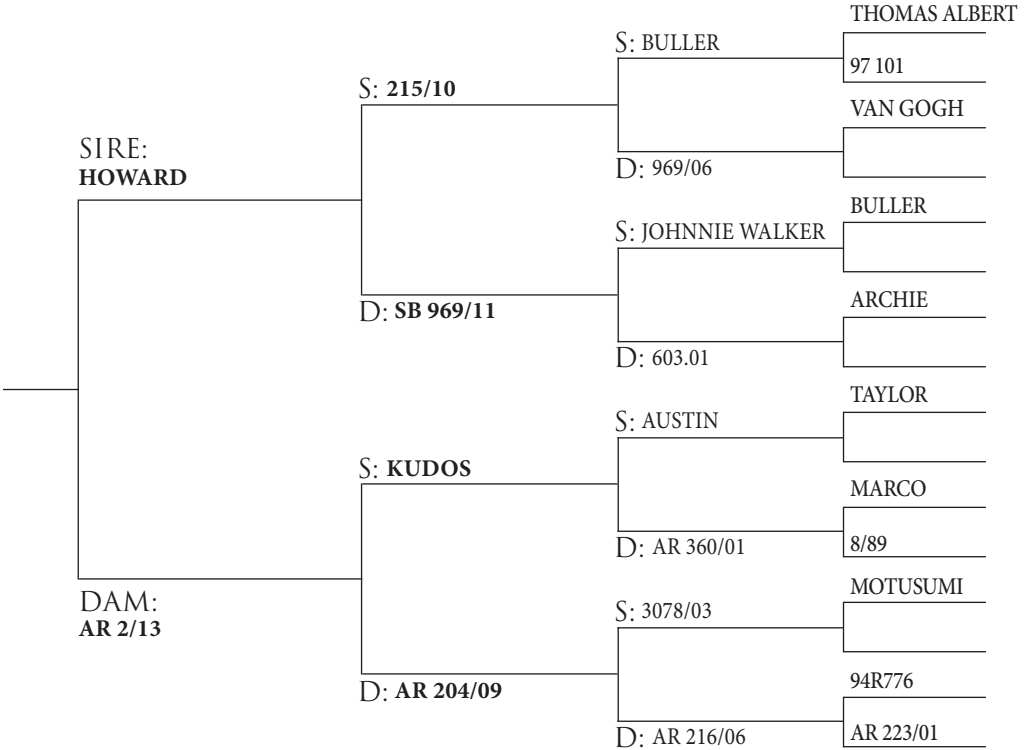 THOMAS ALBERT
S: BULLER
97 101
S: 215/10
VAN GOGH
SIRE:
HOWARD
D: 969/06
BULLER
S: JOHNNIE WALKER
D: SB 969/11
ARCHIE
D: 603.01
TAYLOR
S: AUSTIN
S: KUDOS
MARCO
D: AR 360/01
8/89
DAM:
AR 2/13
MOTUSUMI
S: 3078/03
D: AR 204/09
94R776
D: AR 216/06
AR 223/01